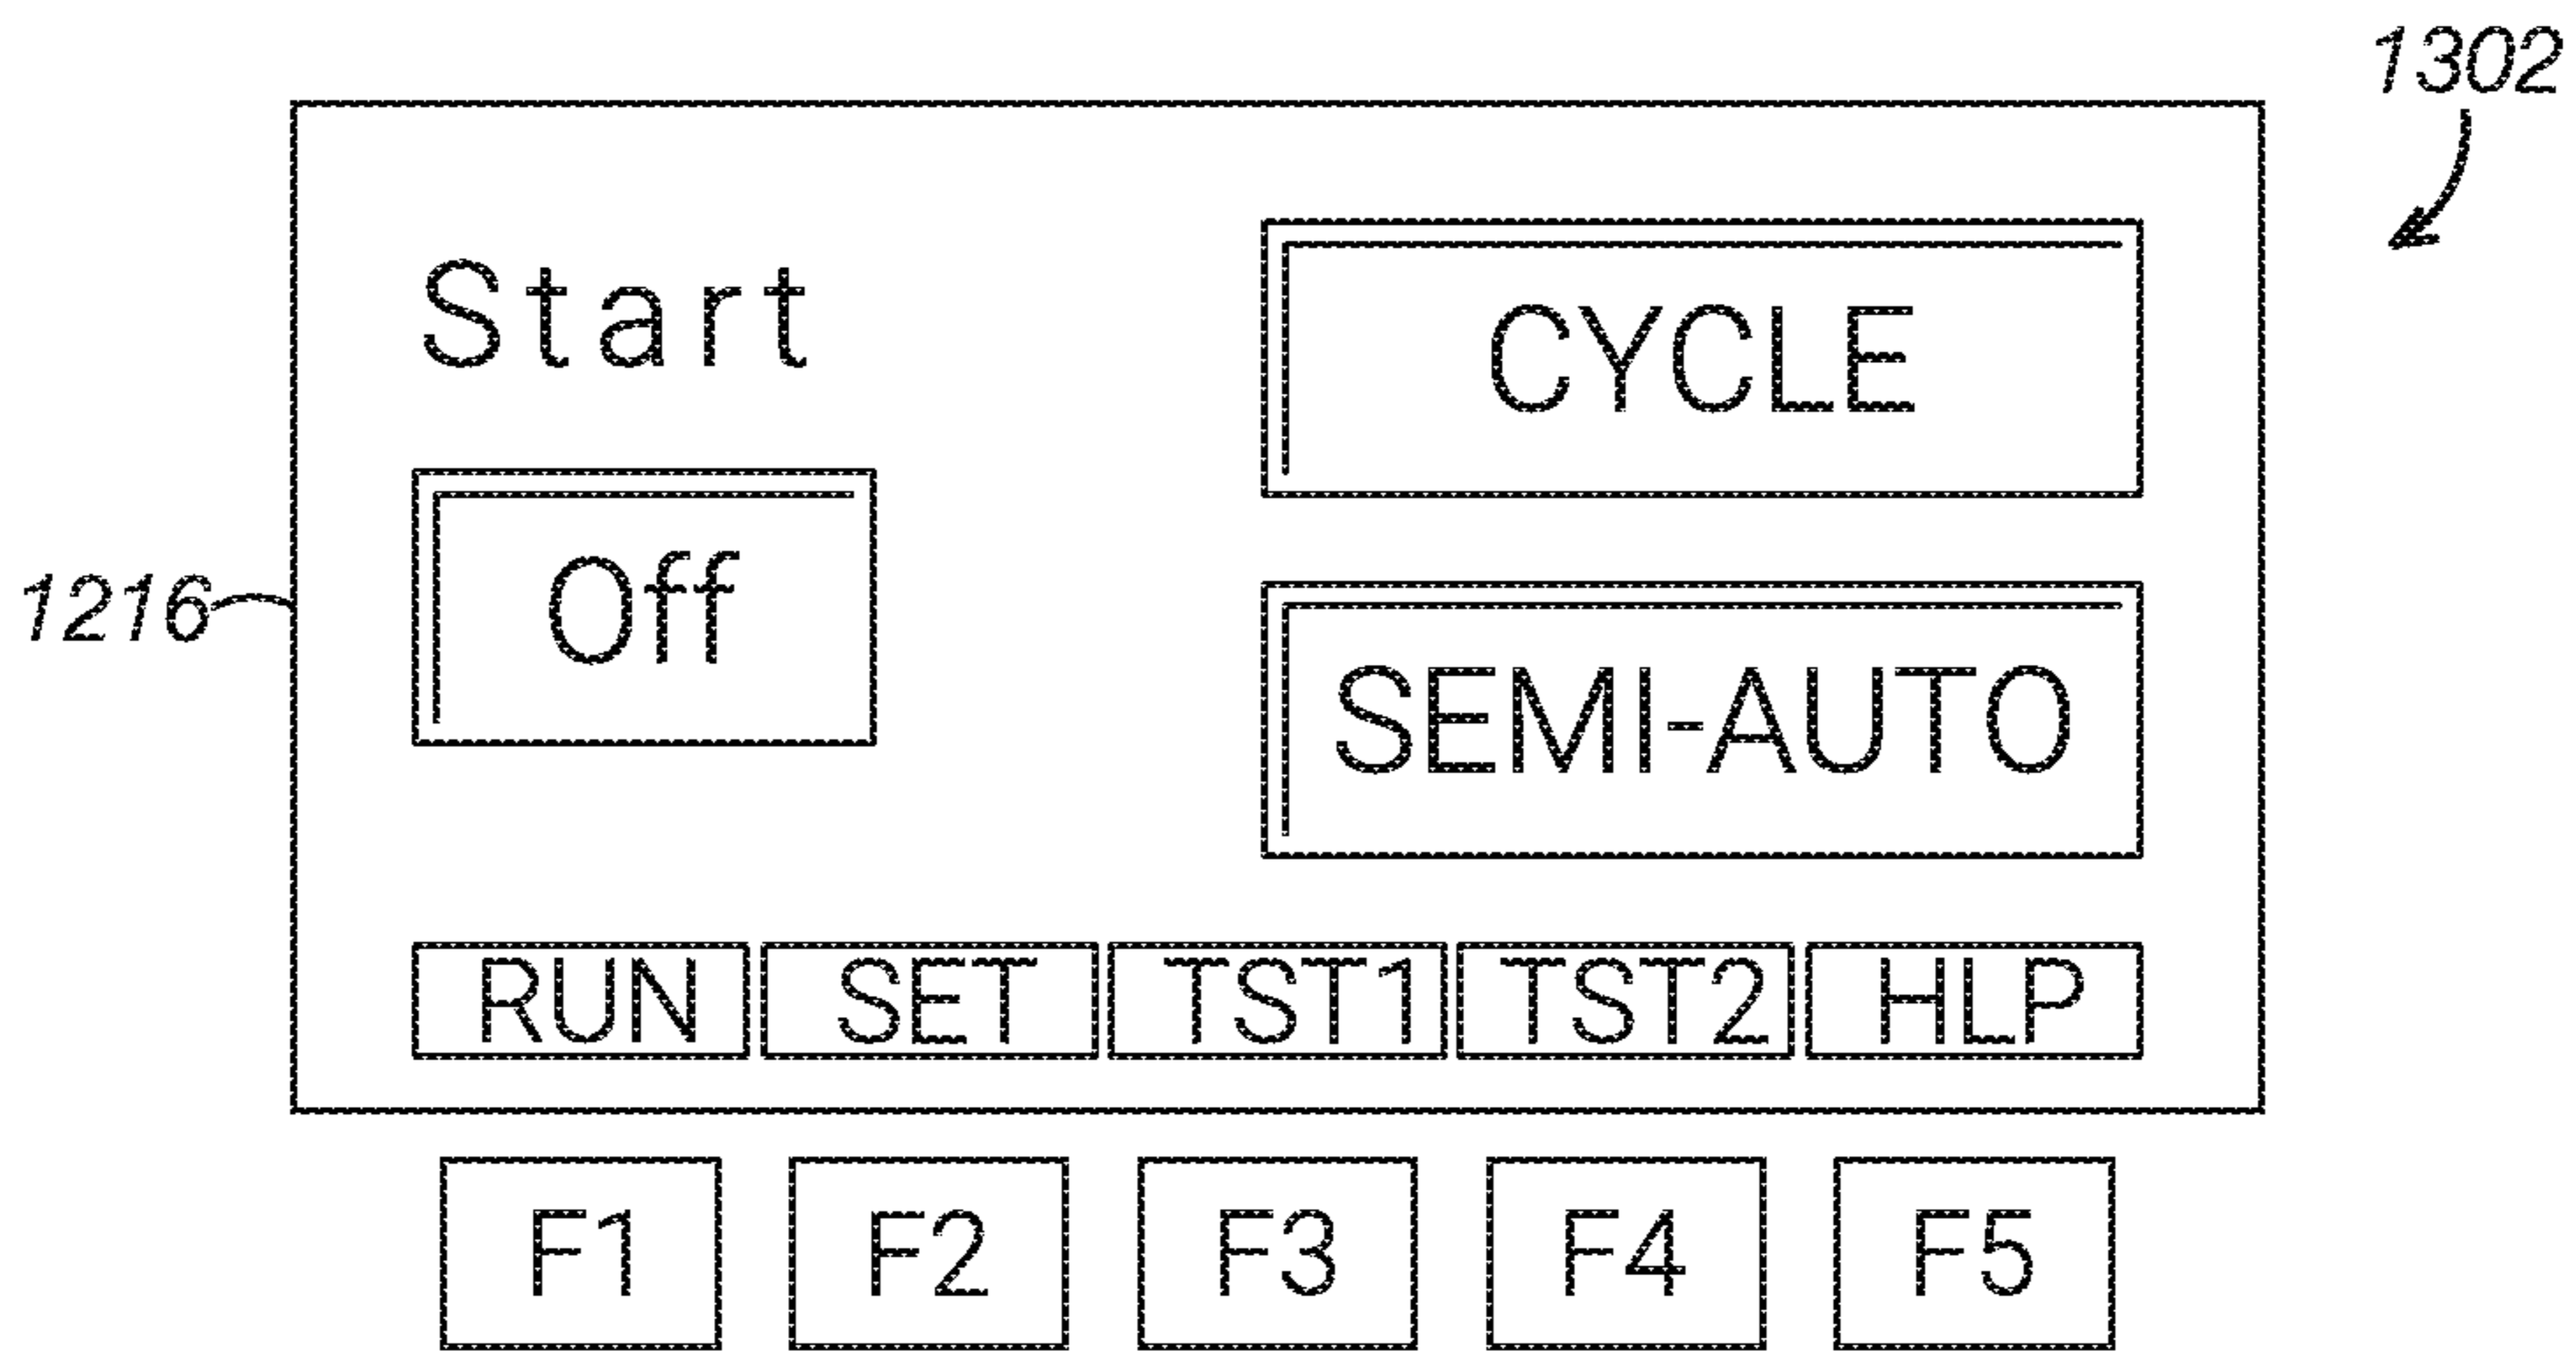 1302
Start
CYCLE
Off
1216
SEMI-AUTO
RUN SET TST1 TST2 HLP
F1 F2 F3 F4 F5